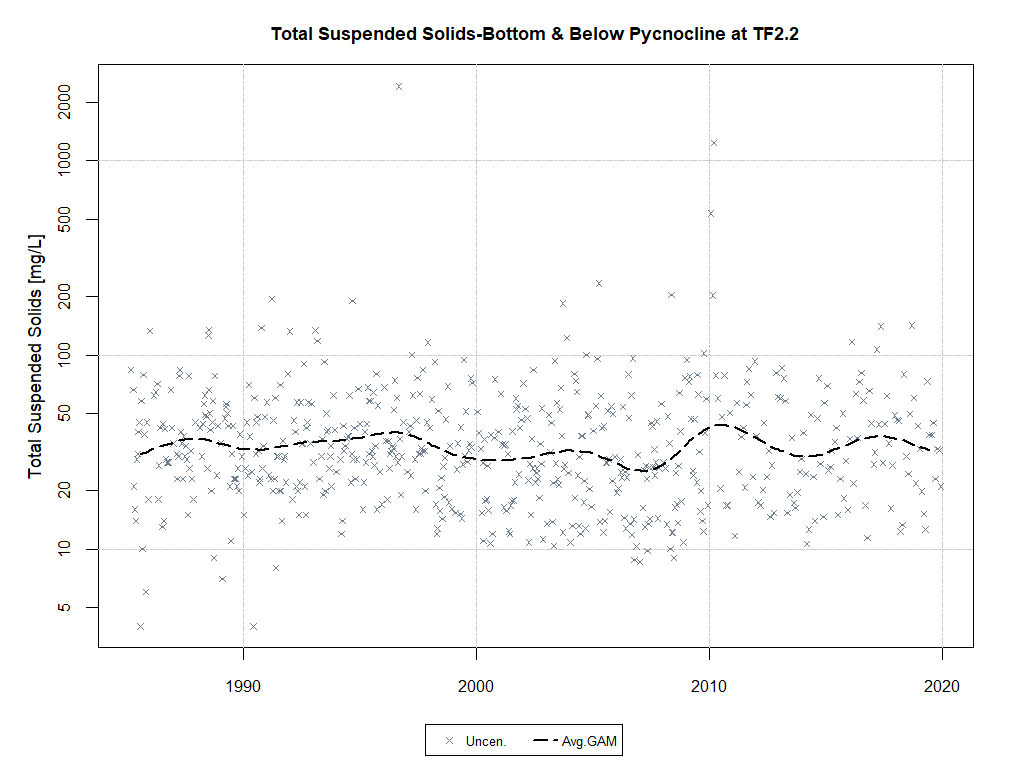 Total Suspended Solids-Bottom & Below Pycnocline at TF2.2
Total Suspended Solids [mg/L]
2000
1000
500
200
100
50
20
10
5
1990 2000 2010 2020
Uncen. Avg.GAM